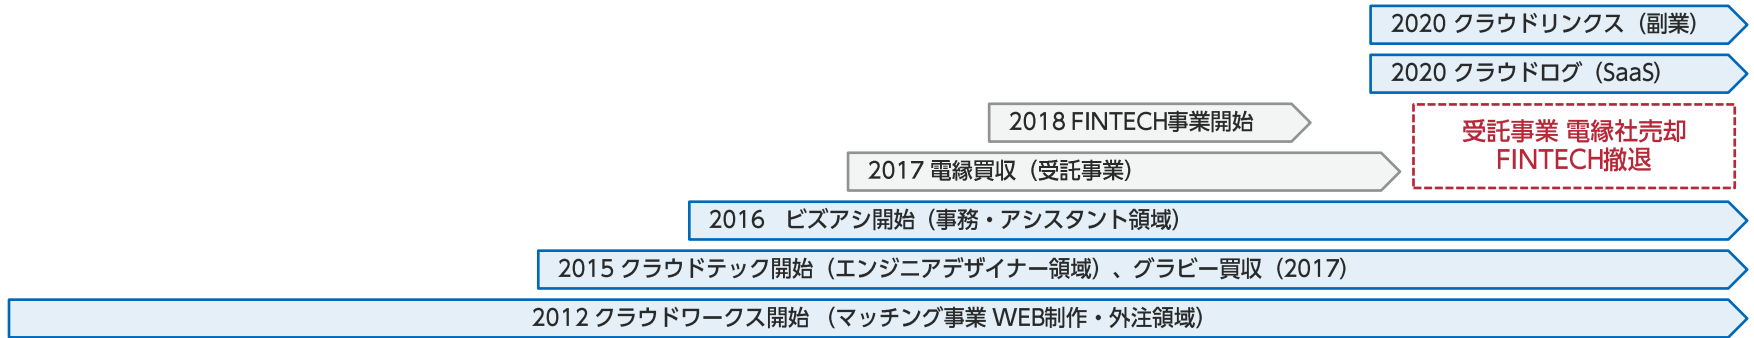 2020 クラウドリンクス（副業）
2020 クラウドログ（SaaS）
2018 FINTECH事業開始
受託事業 電縁社売却
FINTECH撤退
2017 電縁買収（受託事業）
2016　ビズアシ開始（事務・アシスタント領域）
2015 クラウドテック開始（エンジニアデザイナー領域）、グラビー買収（2017）
2012 クラウドワークス開始 （マッチング事業 WEB制作・外注領域）